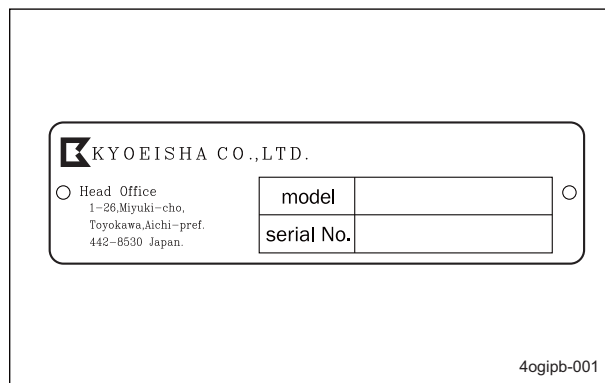 KYOEISHA CO.,LTD.
Head Office
1-26,Miyuki-cho,
Toyokawa,Aichi-pref.
442-8530 Japan.
model
serial No.
4ogipb-001